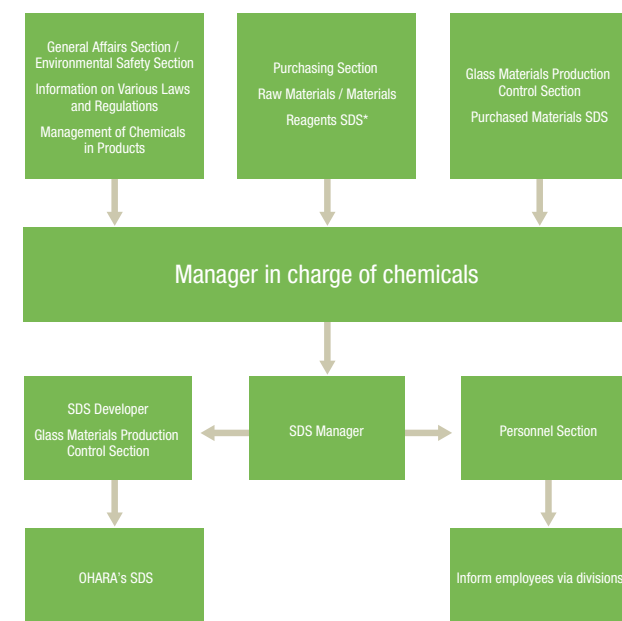 General Affairs Section /
Environmental Safety Section
Information on Various Laws
and Regulations
Management of Chemicals
in Products
Purchasing Section
Raw Materials / Materials
Reagents SDS*
Glass Materials Production
Control Section
Purchased Materials SDS
Manager in charge of chemicals
SDS Developer
Glass Materials Production
Control Section
SDS Manager
Personnel Section
OHARA's SDS
Inform employees via divisions